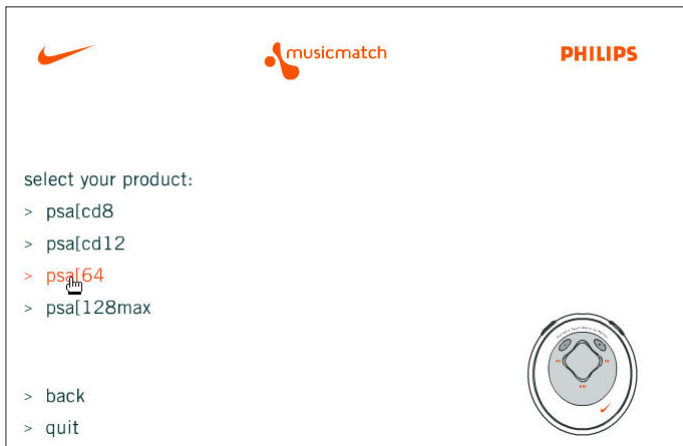 musicmatch
PHILIPS
select your product:
> psa[cd8
> psa[cd12
> psa[64
> psa[128max
> back
> quit